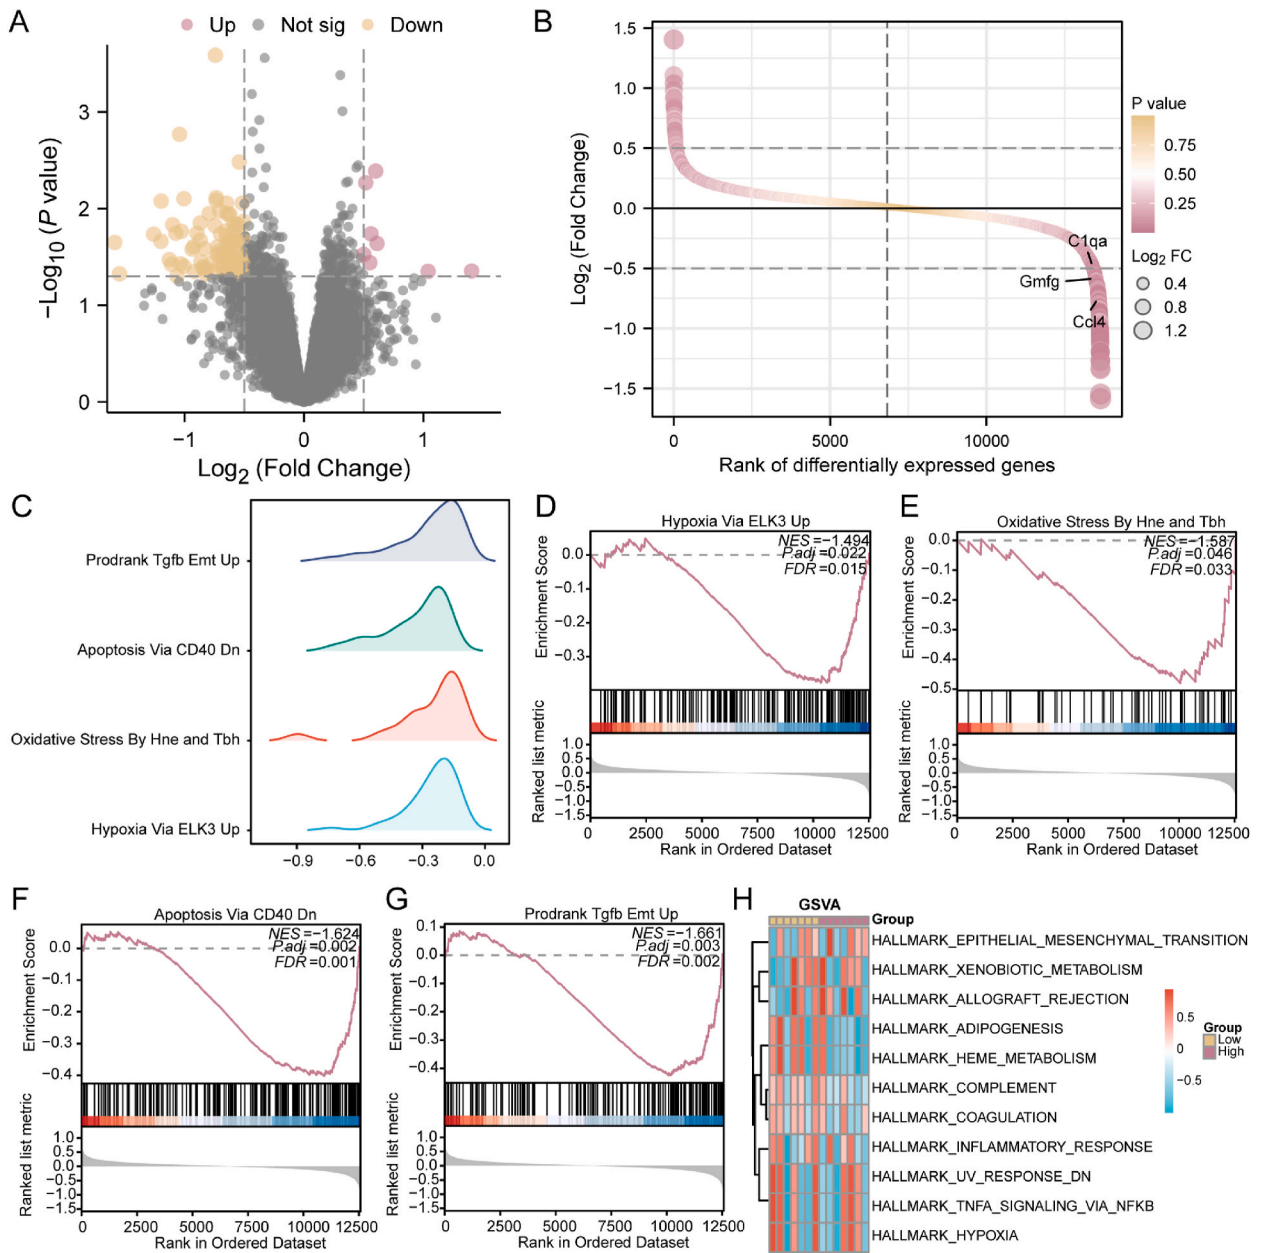 A
Up
Not sig
Down
−Log10 (P value)
3
2
1
0
−1
0
1
Log2 (Fold Change)
B
Log2 (Fold Change)
1.5
1.0
0.5
0.0
−0.5
−1.0
−1.5
C1qa
Gmfg
Ccl4
0
5000
10000
Rank of differentially expressed genes
P value
0.75
0.50
0.25
Log2 FC
0.4
0.8
1.2
C
Prodrank Tgfb Emt Up
Apoptosis Via CD40 Dn
Oxidative Stress By Hne and Tbh
Hypoxia Via ELK3 Up
−0.9
−0.6
−0.3
0.0
D
Hypoxia Via ELK3 Up
NES=−1.494
P.adj=0.022
FDR=0.015
Enrichment Score
0.0
−0.1
−0.2
−0.3
Ranked list metric
1.0
0.5
0.0
−0.5
−1.0
−1.5
0
2500
5000
7500
10000
12500
Rank in Ordered Dataset
E
Oxidative Stress By Hne and Tbh
NES=−1.587
P.adj=0.046
FDR=0.033
Enrichment Score
0.0
−0.1
−0.2
−0.3
−0.4
−0.5
Ranked list metric
1.0
0.5
0.0
−0.5
−1.0
−1.5
0
2500
5000
7500
10000
12500
Rank in Ordered Dataset
F
Apoptosis Via CD40 Dn
NES=−1.624
P.adj=0.002
FDR=0.001
Enrichment Score
0.0
−0.1
−0.2
−0.3
−0.4
Ranked list metric
1.0
0.5
0.0
−0.5
−1.0
−1.5
0
2500
5000
7500
10000
12500
Rank in Ordered Dataset
G
Prodrank Tgfb Emt Up
NES=−1.661
P.adj=0.003
FDR=0.002
Enrichment Score
0.1
0.0
−0.1
−0.2
−0.3
−0.4
Ranked list metric
1.0
0.5
0.0
−0.5
−1.0
−1.5
0
2500
5000
7500
10000
12500
Rank in Ordered Dataset
H
GSVA
Group
HALLMARK_EPITHELIAL_MESENCHYMAL_TRANSITION
HALLMARK_XENOBIOTIC_METABOLISM
HALLMARK_ALLOGRAFT_REJECTION
HALLMARK_ADIPOGENESIS
HALLMARK_HEME_METABOLISM
HALLMARK_COMPLEMENT
HALLMARK_COAGULATION
HALLMARK_INFLAMMATORY_RESPONSE
HALLMARK_UV_RESPONSE_DN
HALLMARK_TNFA_SIGNALING_VIA_NFKB
HALLMARK_HYPOXIA
0.5
0
−0.5
Group
Low
High